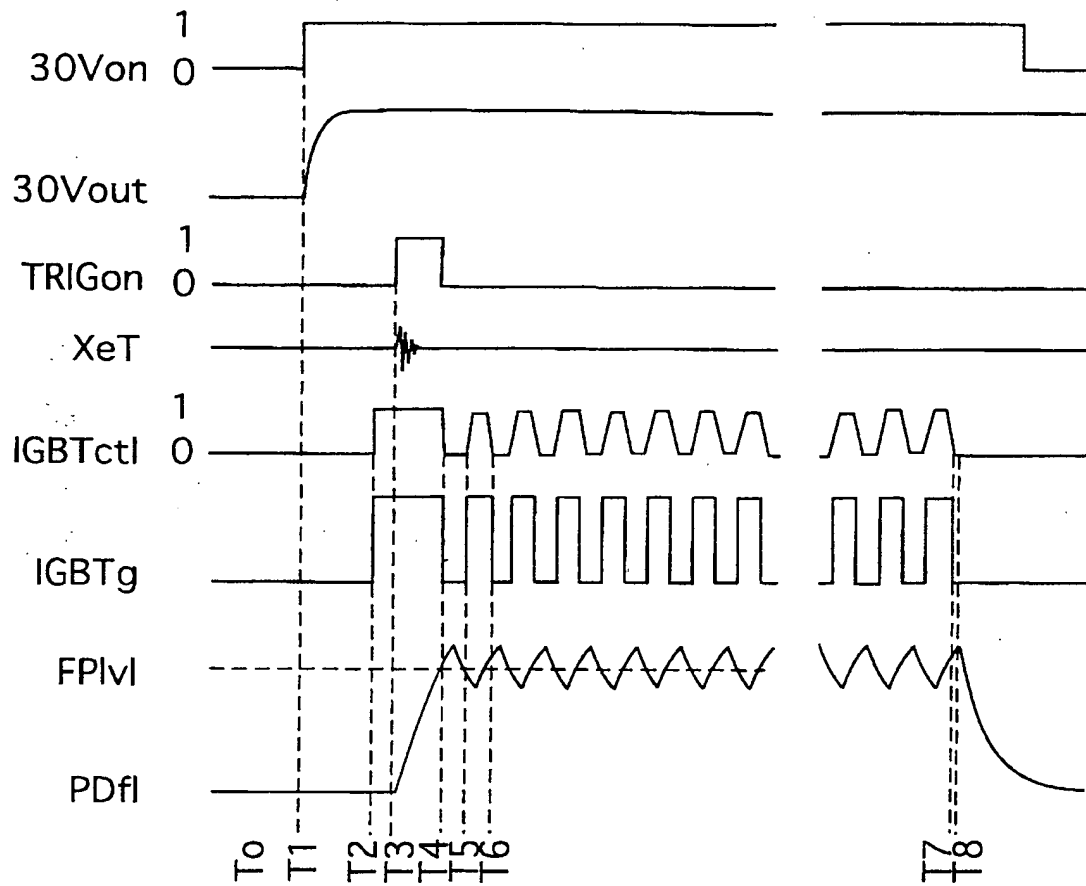 1
30Von 0
30Vout
1
TRIGon 0
XeT
1
IGBTctl 0
IGBTg
FPlvl
PDfl
To T1 T2 T3 T4 T5 T6 T7 T8